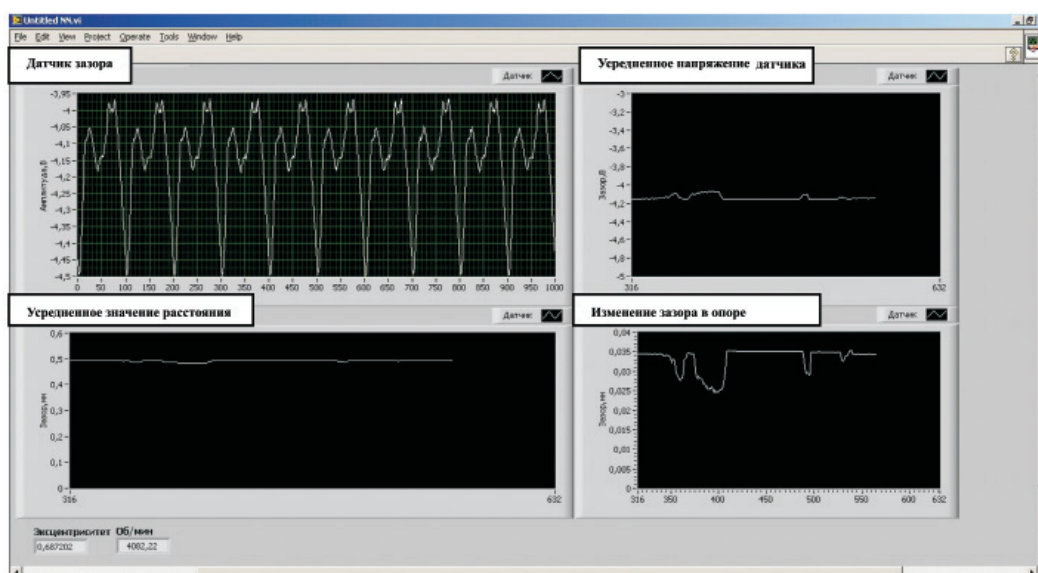 Untitled NN.vi
File Edit View Project Operate Tools Window Help
Датчик зазора
Датчик
Амплитуда,В
-3,95
-4
-4,05
-4,1
-4,15
-4,2
-4,25
-4,3
-4,35
-4,4
-4,45
-4,5
0 50 100 150 200 250 300 350 400 450 500 550 600 650 700 750 800 850 900 950 1000
Усредненное напряжение датчика
Датчик
Зазор,В
-3
-3,2
-3,4
-3,6
-3,8
-4
-4,2
-4,4
-4,6
-4,8
-5
316 632
Усредненное значение расстояния
Датчик
Зазор,мм
0,6
0,5
0,4
0,3
0,2
0,1
0
316 632
Изменение зазора в опоре
Датчик
Зазор,мм
0,04
0,035
0,03
0,025
0,02
0,015
0,01
0,005
0
316 350 400 450 500 550 600 632
Эксцентриситет Об/мин
0,687202 4082,22